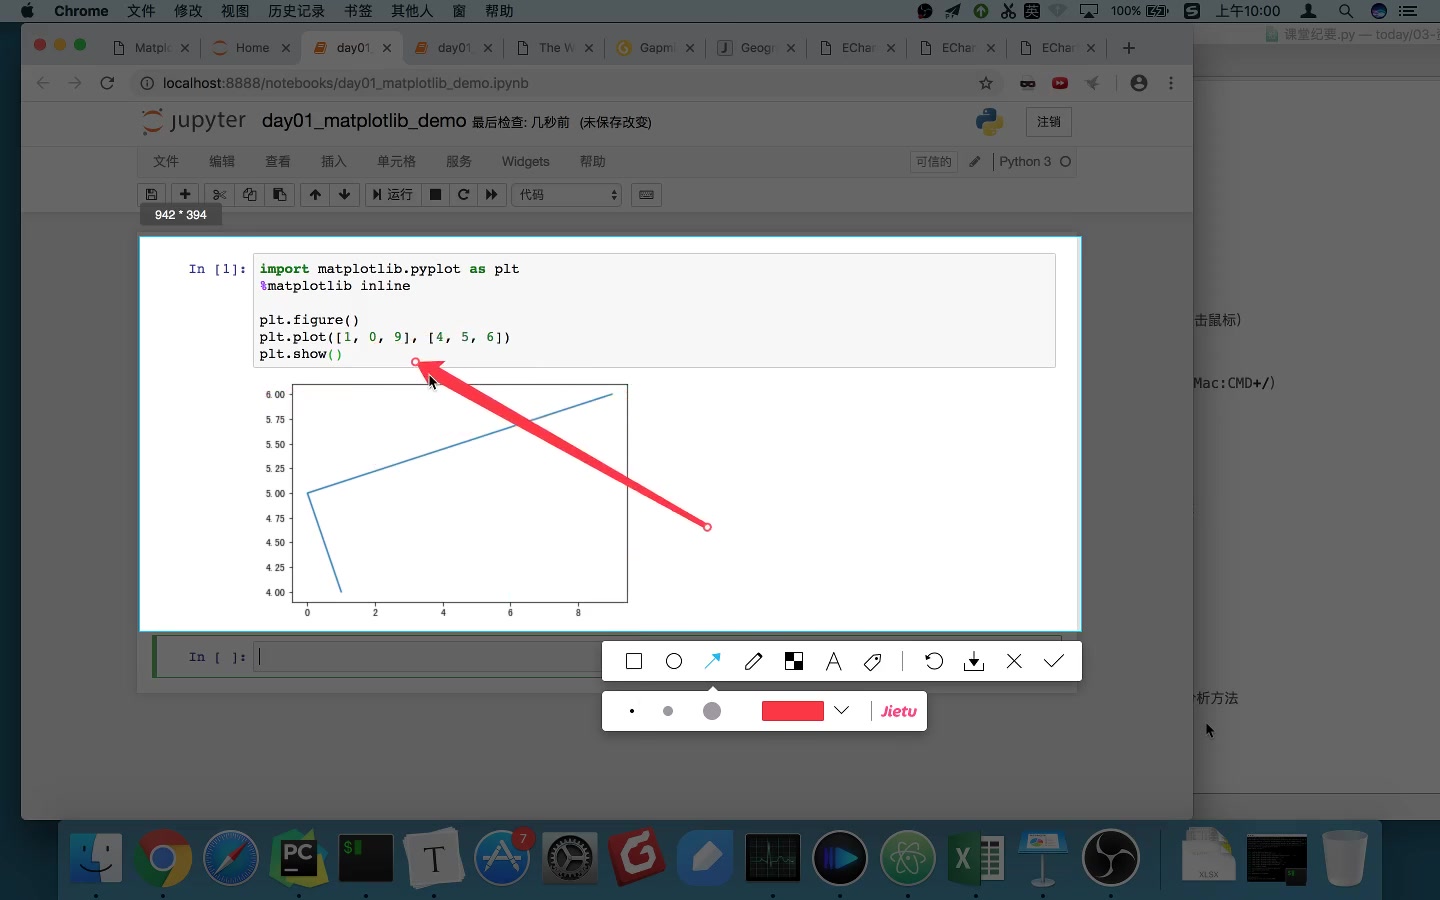 Chrome 文件 修改 视图 历史记录 书签 其他人 窗 帮助 英 100% S 上午10:00
课堂纪要.py — today/03-
Matplo Home day01_ day01_ The W Gapmi Geogr EChar EChar EChar
localhost:8888/notebooks/day01_matplotlib_demo.ipynb
jupyter day01_matplotlib_demo 最后检查: 几秒前 (未保存改变) 注销
文件 编辑 查看 插入 单元格 服务 Widgets 帮助 可信的 Python 3
运行 代码
942 * 394
In [1]: import matplotlib.pyplot as plt
%matplotlib inline
plt.figure()
击鼠标)
plt.plot([1, 0, 9], [4, 5, 6])
plt.show()
Mac:CMD+/)
6.00
5.75
5.50
5.25
5.00
4.75
4.50
4.25
4.00
0 2 4 6 8
In [ ]:
A
析方法
Jietu
PC $ T 7 X XLSX